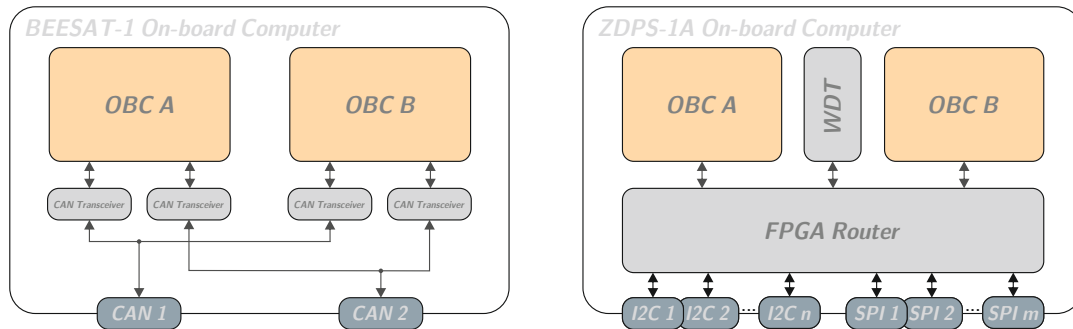 BEESAT-1 On-board Computer
OBC A
OBC B
CAN Transceiver
CAN Transceiver
CAN Transceiver
CAN Transceiver
CAN 1
CAN 2
ZDPS-1A On-board Computer
OBC A
WDT
OBC B
FPGA Router
I2C 1
I2C 2
...
I2C n
SPI 1
SPI 2
...
SPI m